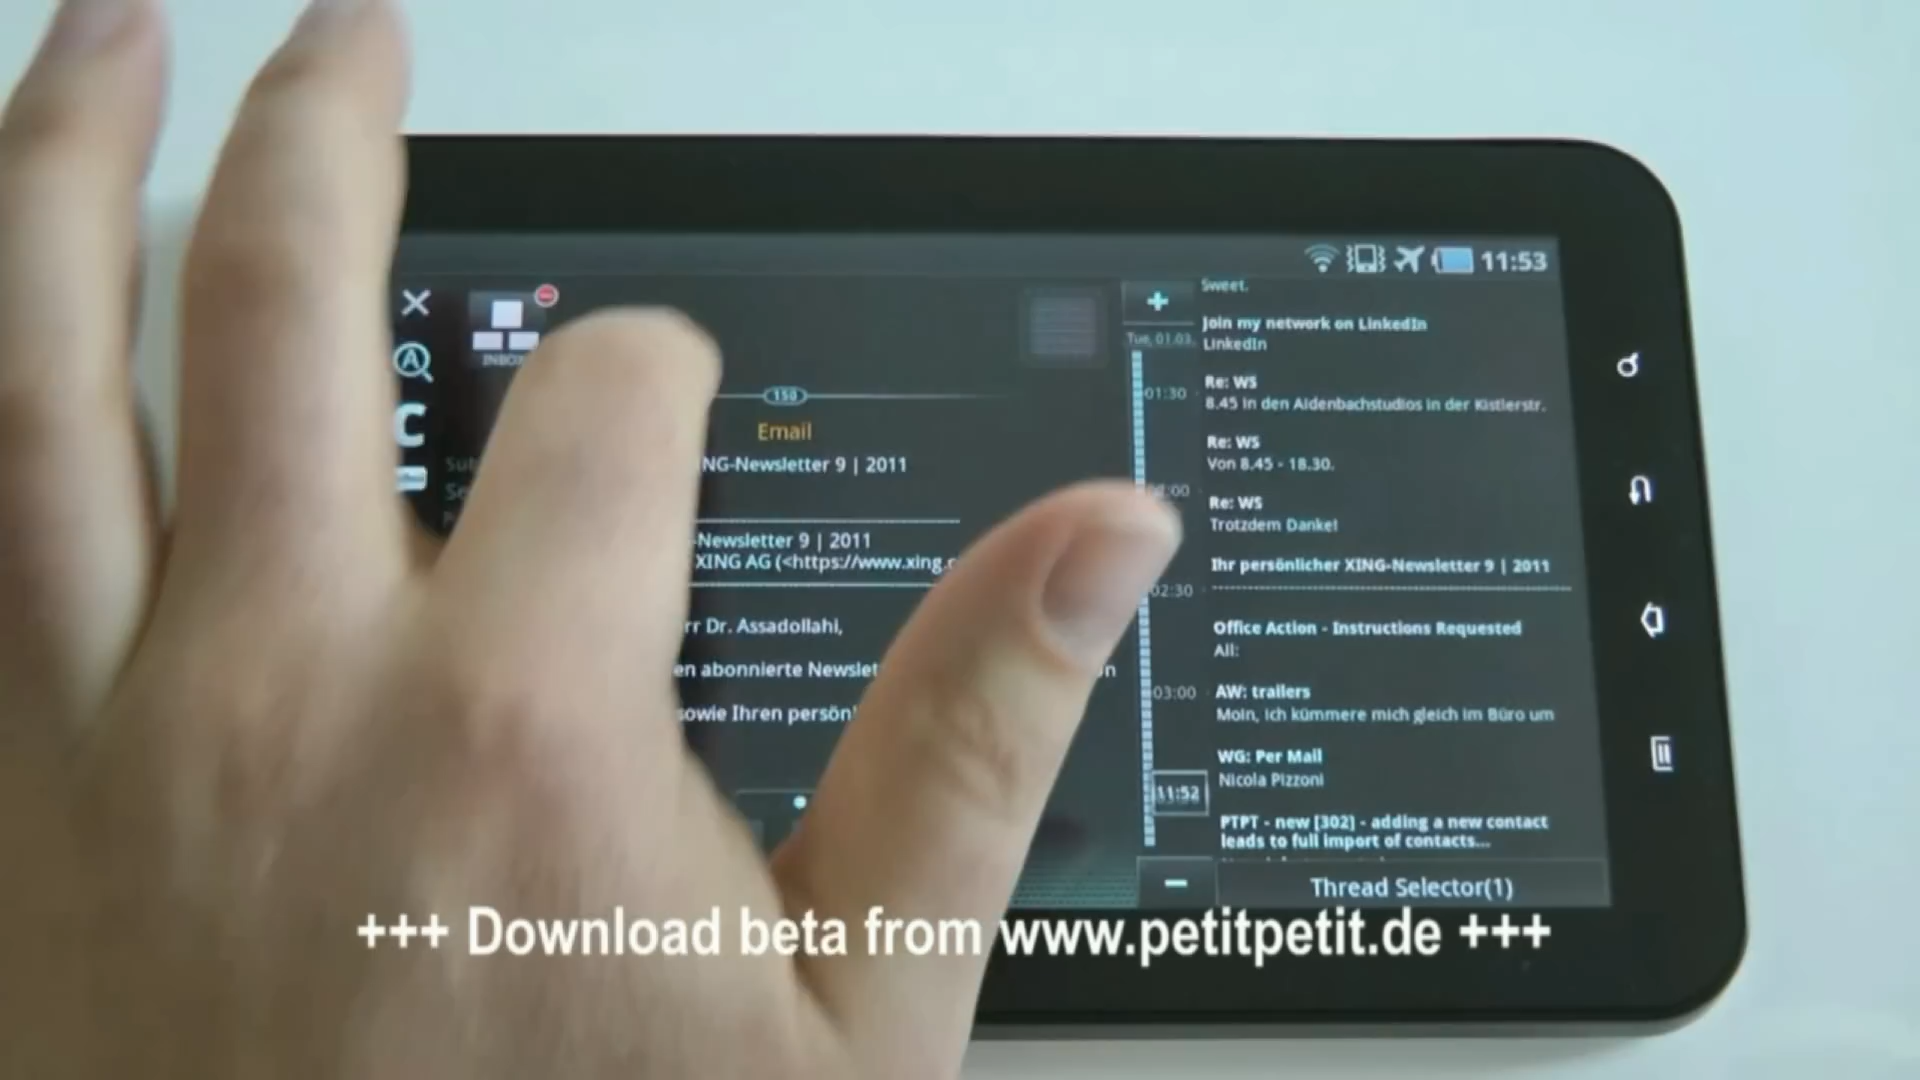 11:53
INBOX
150
Email
NG-Newsletter 9 | 2011
-Newsletter 9 | 2011
XING AG (<https://www.xing.c
rr Dr. Assadollahi,
en abonnierte Newslet
sowie Ihren persönl
+
Tue, 01.03.
01:30
02:30
03:00
11:52
Sweet.
Join my network on LinkedIn
LinkedIn
Re: WS
8.45 in den Aidenbachstudios in der Kistlerstr.
Re: WS
Von 8.45 - 18.30.
Re: WS
Trotzdem Danke!
Ihr persönlicher XING-Newsletter 9 | 2011
Office Action - Instructions Requested
All:
AW: trailers
Moin, ich kümmere mich gleich im Büro um
WG: Per Mail
Nicola Pizzoni
PTPT - new [302] - adding a new contact
leads to full import of contacts...
Thread Selector(1)
+++ Download beta from www.petitpetit.de +++